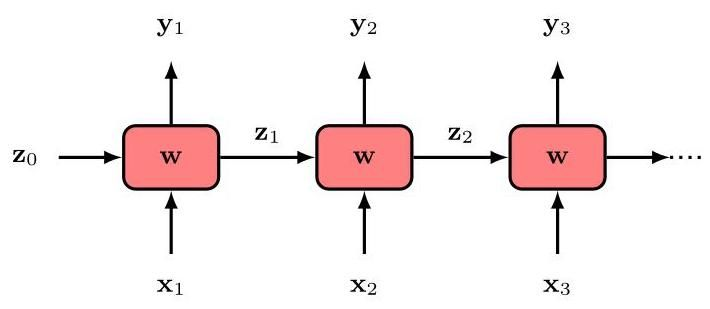 y₁ y₂ y₃
z₁ z₂
z₀ w w w ....
x₁ x₂ x₃